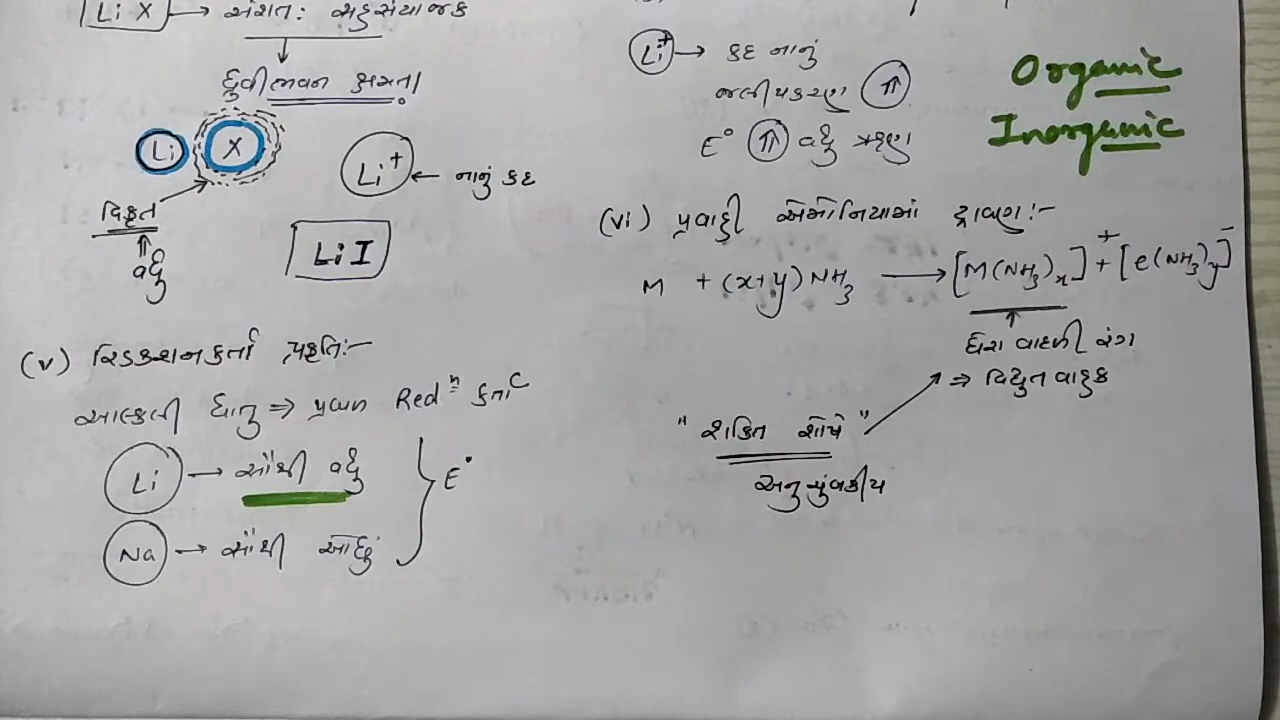 Li X → અંશતઃ સહસંયોજક
ધ્રુવીભવન ક્ષમતા
Li X
Li+ ← નાનું કદ
વિકૃત
વધુ
LiI
(v) રિડક્શનકર્તા પ્રકૃતિઃ-
આલ્કલી ધાતુ ⇒ પ્રબળ Redⁿ કર્તા
Li → સૌથી વધુ
Na → સૌથી ઓછું
E°
Li+ → કદ નાનું
જલીયકરણ ⇑
E° ⇑ વધુ ઋણ
Organic
Inorganic
(vi) પ્રવાહી એમોનિયામાં દ્રાવણઃ-
M + (x+y)NH₃ → [M(NH₃)ₓ]⁺ + [e(NH₃)y]⁻
ઘેરા વાદળી રંગ
⇒ વિદ્યુત વાહક
"શક્તિ શોષે"
અનુચુંબકીય